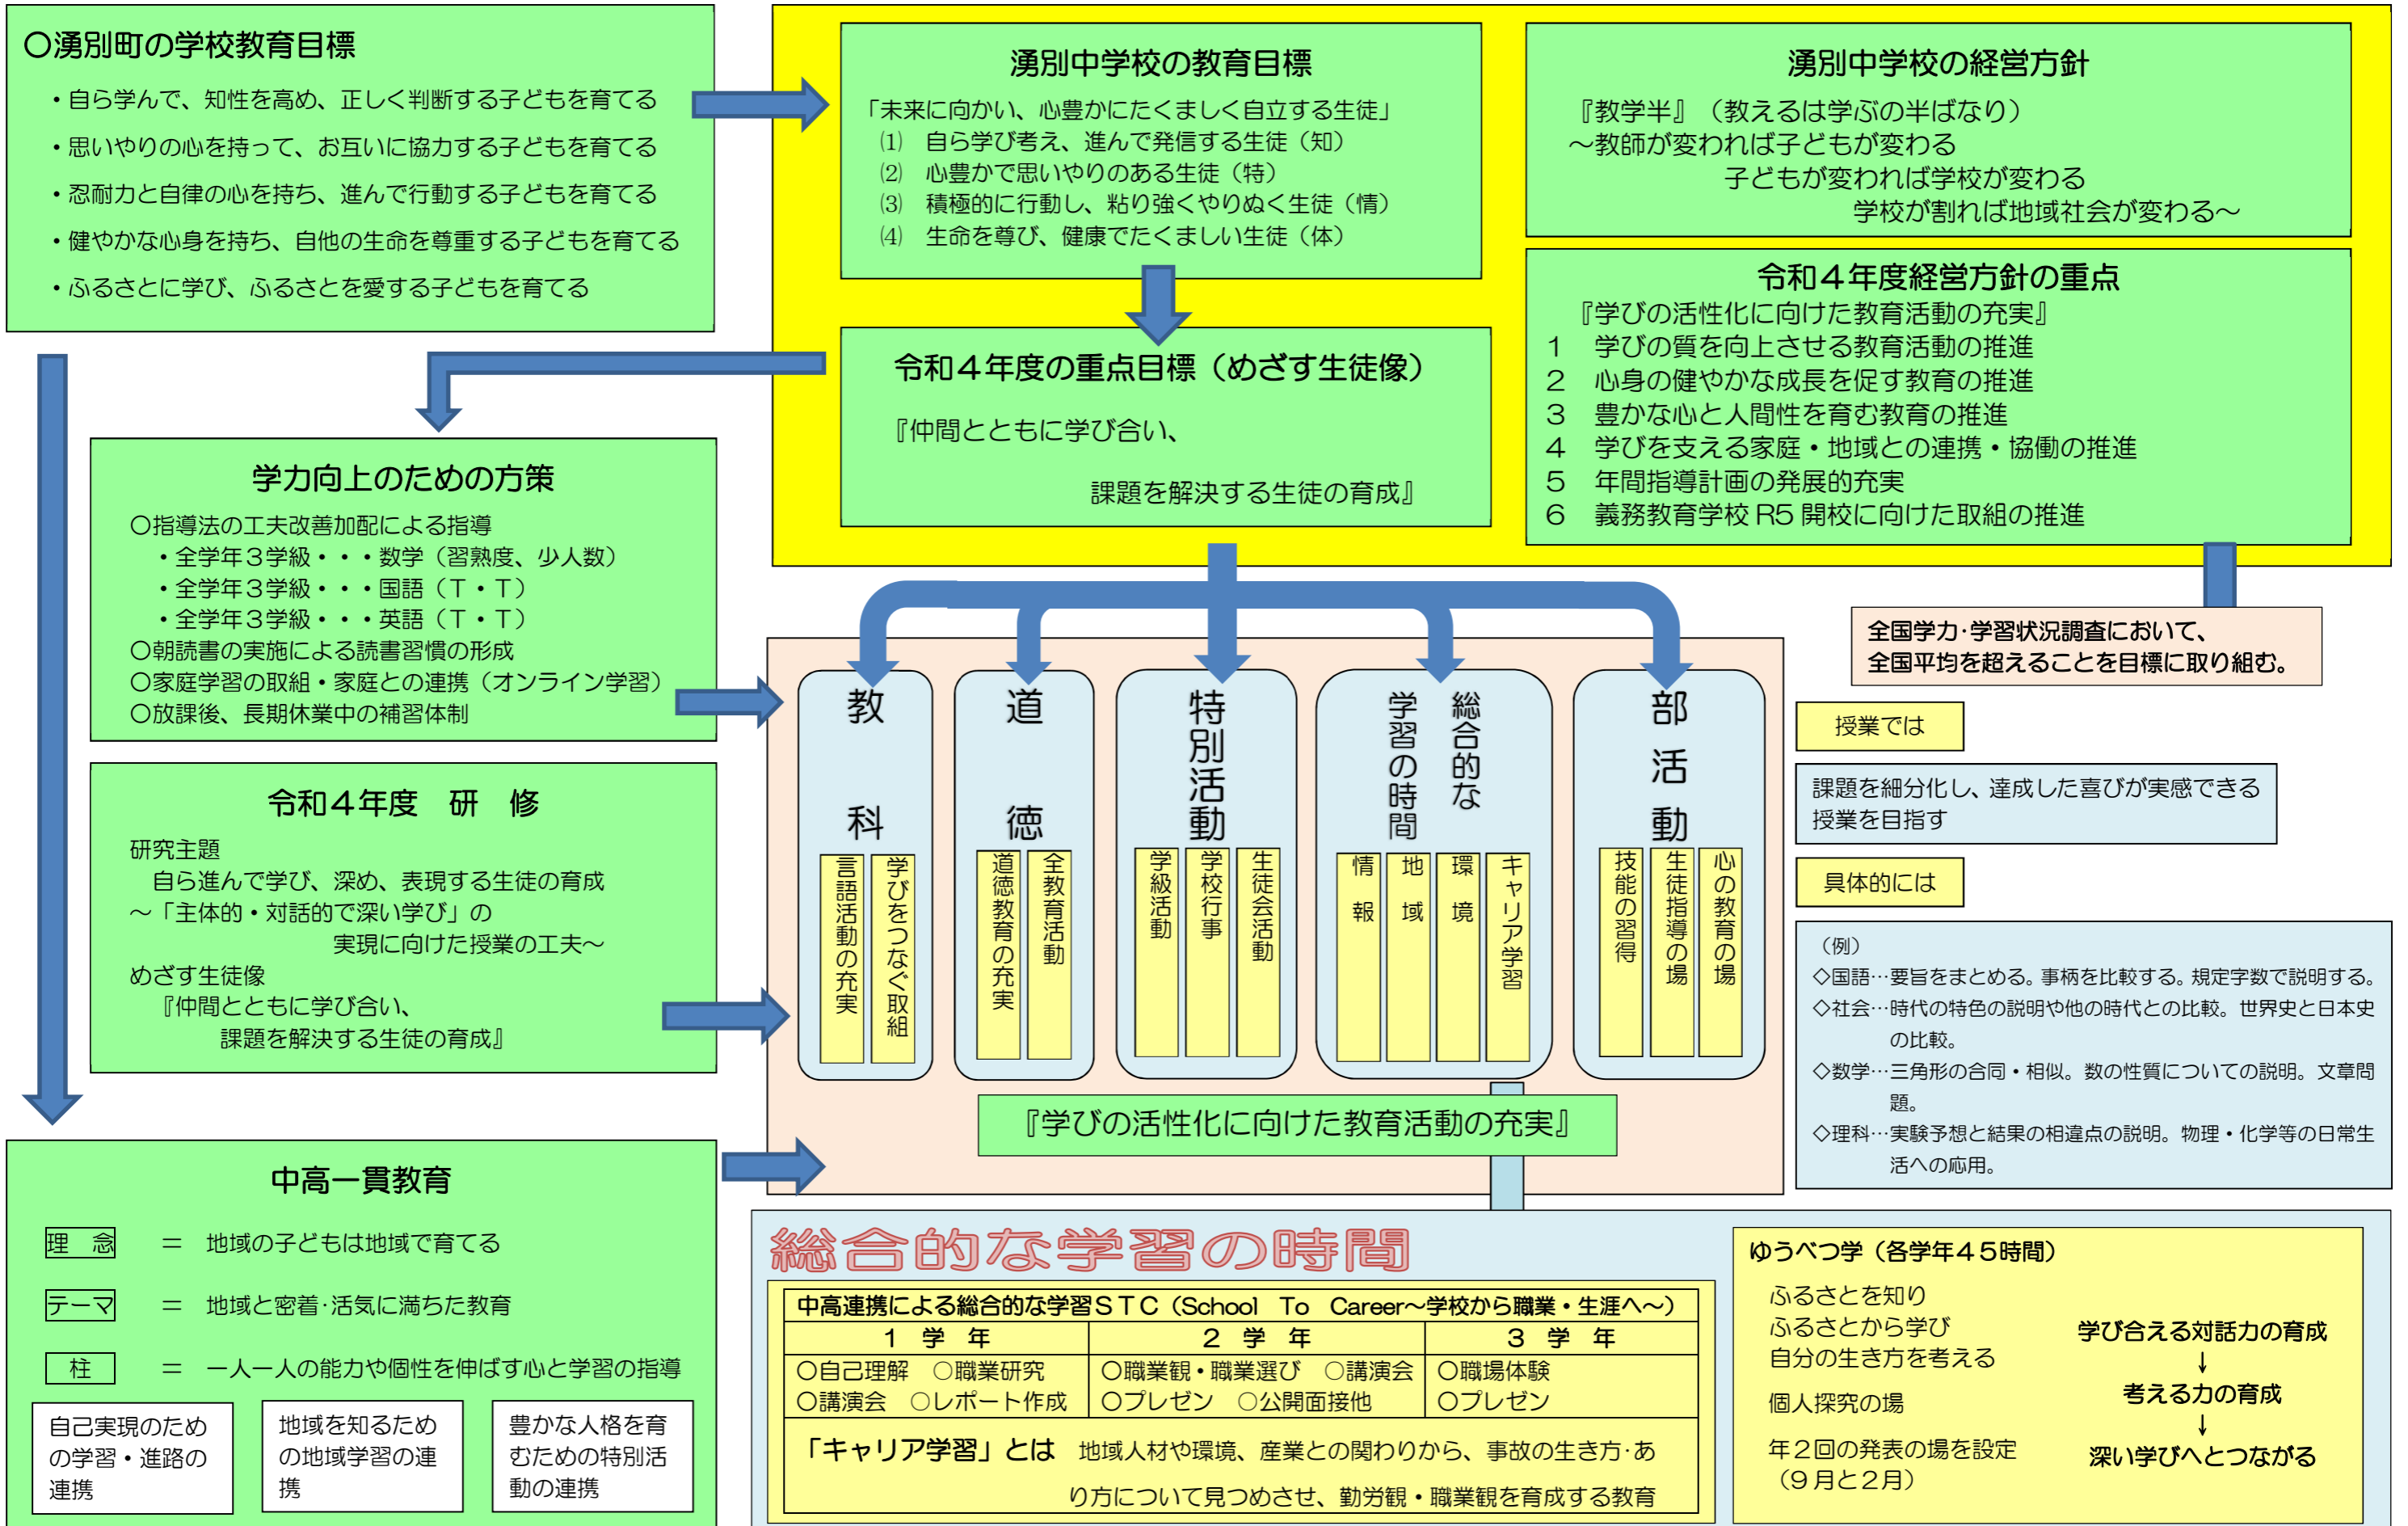 〇湧別町の学校教育目標
・自ら学んで、知性を高め、正しく判断する子どもを育てる
・思いやりの心を持って、お互いに協力する子どもを育てる
・忍耐力と自律の心を持ち、進んで行動する子どもを育てる
・健やかな心身を持ち、自他の生命を尊重する子どもを育てる
・ふるさとに学び、ふるさとを愛する子どもを育てる
湧別中学校の教育目標
「未来に向かい、心豊かにたくましく自立する生徒」
⑴ 自ら学び考え、進んで発信する生徒（知）
⑵ 心豊かで思いやりのある生徒（特）
⑶ 積極的に行動し、粘り強くやりぬく生徒（情）
⑷ 生命を尊び、健康でたくましい生徒（体）
湧別中学校の経営方針
『教学半』（教えるは学ぶの半ばなり）
～教師が変われば子どもが変わる
子どもが変われば学校が変わる
学校が割れば地域社会が変わる～
令和４年度の重点目標（めざす生徒像）
『仲間とともに学び合い、
課題を解決する生徒の育成』
令和４年度経営方針の重点
『学びの活性化に向けた教育活動の充実』
１ 学びの質を向上させる教育活動の推進
２ 心身の健やかな成長を促す教育の推進
３ 豊かな心と人間性を育む教育の推進
４ 学びを支える家庭・地域との連携・協働の推進
５ 年間指導計画の発展的充実
６ 義務教育学校 R5 開校に向けた取組の推進
学力向上のための方策
〇指導法の工夫改善加配による指導
・全学年３学級・・・数学（習熟度、少人数）
・全学年３学級・・・国語（Ｔ・Ｔ）
・全学年３学級・・・英語（Ｔ・Ｔ）
〇朝読書の実施による読書習慣の形成
〇家庭学習の取組・家庭との連携（オンライン学習）
〇放課後、長期休業中の補習体制
令和４年度 研 修
研究主題
自ら進んで学び、深め、表現する生徒の育成
～「主体的・対話的で深い学び」の
実現に向けた授業の工夫～
めざす生徒像
『仲間とともに学び合い、
課題を解決する生徒の育成』
教 科
言語活動の充実
学びをつなぐ取組
道 徳
道徳教育の充実
全教育活動
特別活動
学級活動
学校行事
生徒会活動
総合的な
学習の時間
情 報
地 域
環 境
キャリア学習
部 活 動
技能の習得
生徒指導の場
心の教育の場
『学びの活性化に向けた教育活動の充実』
全国学力･学習状況調査において、
全国平均を超えることを目標に取り組む。
授業では
課題を細分化し、達成した喜びが実感できる
授業を目指す
具体的には
（例）
◇国語…要旨をまとめる。事柄を比較する。規定字数で説明する。
◇社会…時代の特色の説明や他の時代との比較。世界史と日本史
の比較。
◇数学…三角形の合同・相似。数の性質についての説明。文章問
題。
◇理科…実験予想と結果の相違点の説明。物理・化学等の日常生
活への応用。
中高一貫教育
理 念 ＝ 地域の子どもは地域で育てる
テーマ ＝ 地域と密着･活気に満ちた教育
柱 ＝ 一人一人の能力や個性を伸ばす心と学習の指導
自己実現のため
の学習・進路の
連携
地域を知るため
の地域学習の連
携
豊かな人格を育
むための特別活
動の連携
総合的な学習の時間
中高連携による総合的な学習ＳＴＣ（School To Career～学校から職業・生涯へ～）
１ 学 年 ２ 学 年 ３ 学 年
〇自己理解 〇職業研究 〇職業観・職業選び 〇講演会 〇職場体験
〇講演会 〇レポート作成 〇プレゼン 〇公開面接他 〇プレゼン
「キャリア学習」とは 地域人材や環境、産業との関わりから、事故の生き方･あ
り方について見つめさせ、勤労観・職業観を育成する教育
ゆうべつ学（各学年４５時間）
ふるさとを知り
ふるさとから学び
自分の生き方を考える
個人探究の場
年２回の発表の場を設定
（９月と２月）
学び合える対話力の育成
↓
考える力の育成
↓
深い学びへとつながる